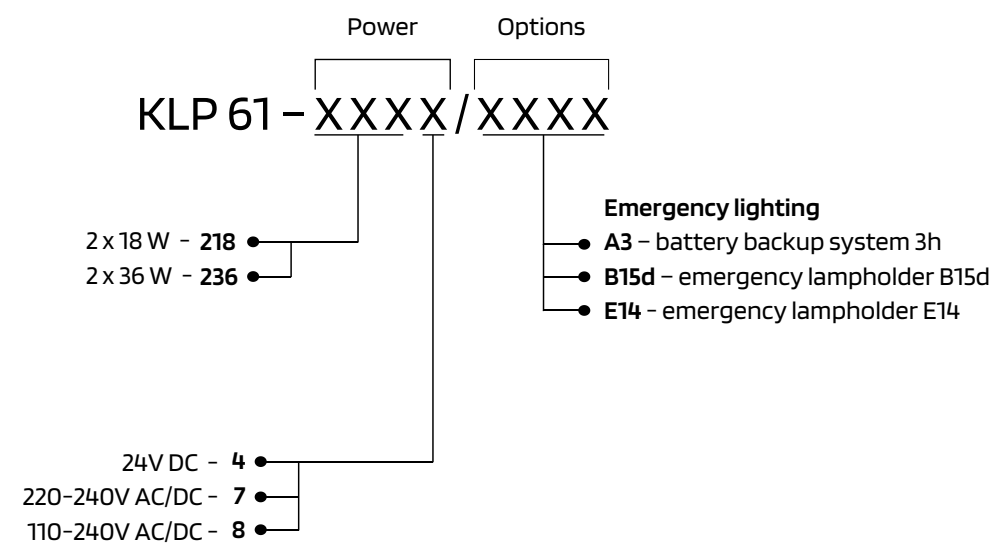 Power Options
KLP 61 – XXXX / XXXX
Emergency lighting
2 x 18 W - 218
A3 – battery backup system 3h
2 x 36 W - 236
B15d – emergency lampholder B15d
E14 - emergency lampholder E14
24V DC - 4
220-240V AC/DC - 7
110-240V AC/DC - 8